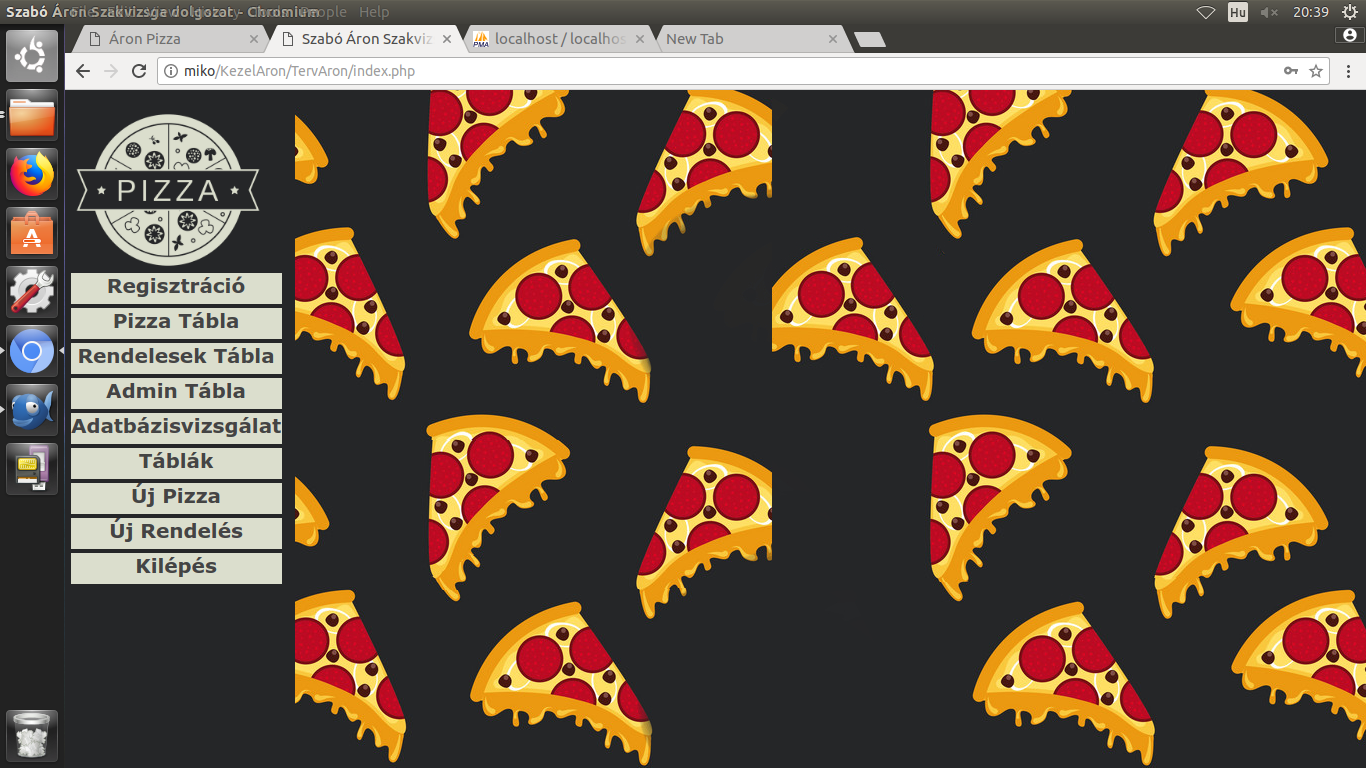 Szabó Áron Szakvizsga dolgozat - Chromium People Help
Hu 20:39
Áron Pizza
Szabó Áron Szakviz
PMA localhost / localhos
New Tab
miko/KezelAron/TervAron/index.php
PIZZA
Regisztráció
Pizza Tábla
Rendelesek Tábla
Admin Tábla
Adatbázisvizsgálat
Táblák
Új Pizza
Új Rendelés
Kilépés